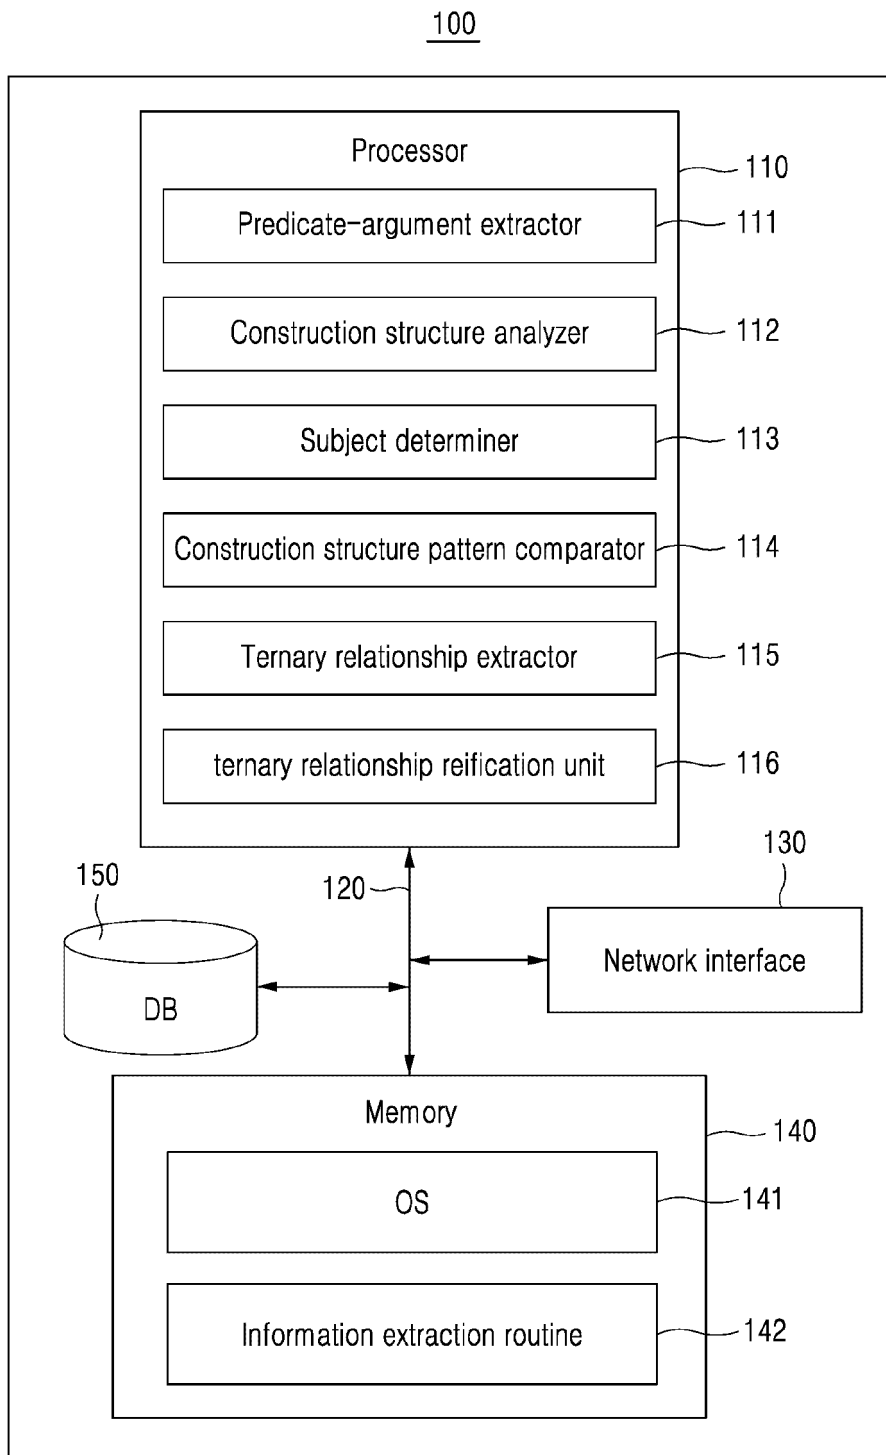 100
Processor
110
Predicate-argument extractor
111
Construction structure analyzer
112
Subject determiner
113
Construction structure pattern comparator
114
Ternary relationship extractor
115
ternary relationship reification unit
116
150
120
130
DB
Network interface
Memory
140
OS
141
Information extraction routine
142